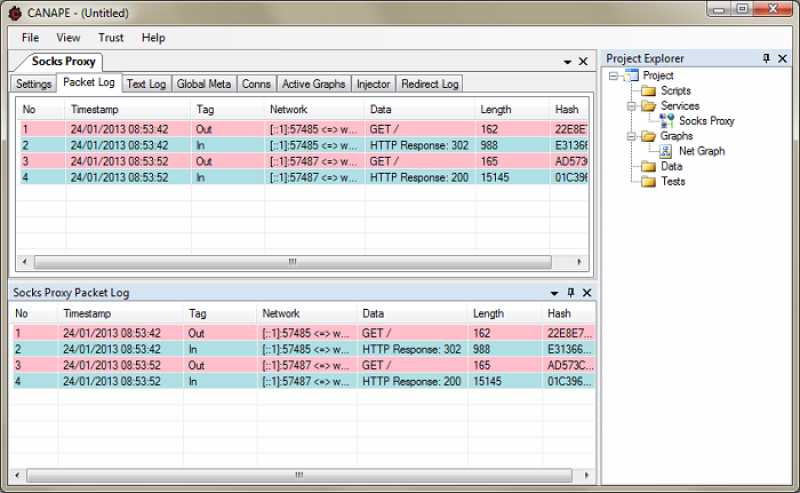 CANAPE - (Untitled)
File View Trust Help
Socks Proxy
Settings Packet Log Text Log Global Meta Conns Active Graphs Injector Redirect Log
No Timestamp Tag Network Data Length Hash
1 24/01/2013 08:53:42 Out [::1]:57485 <=> w... GET / 162 22E8E7
2 24/01/2013 08:53:42 In [::1]:57485 <=> w... HTTP Response: 302 988 E31366
3 24/01/2013 08:53:52 Out [::1]:57487 <=> w... GET / 165 AD573
4 24/01/2013 08:53:52 In [::1]:57487 <=> w... HTTP Response: 200 15145 01C396
Socks Proxy Packet Log
No Timestamp Tag Network Data Length Hash
1 24/01/2013 08:53:42 Out [::1]:57485 <=> w... GET / 162 22E8E7...
2 24/01/2013 08:53:42 In [::1]:57485 <=> w... HTTP Response: 302 988 E31366...
3 24/01/2013 08:53:52 Out [::1]:57487 <=> w... GET / 165 AD573C...
4 24/01/2013 08:53:52 In [::1]:57487 <=> w... HTTP Response: 200 15145 01C396...
Project Explorer
Project
Scripts
Services
Socks Proxy
Graphs
Net Graph
Data
Tests